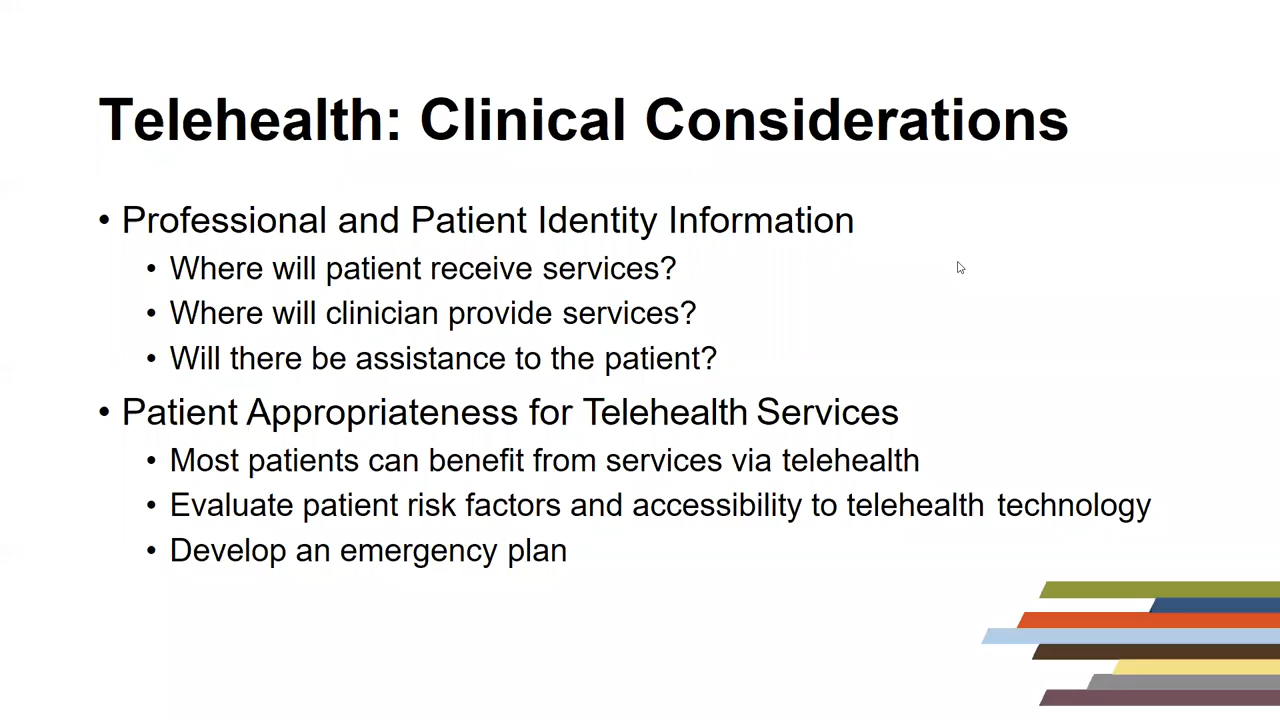 Telehealth: Clinical Considerations
• Professional and Patient Identity Information
• Where will patient receive services?
• Where will clinician provide services?
• Will there be assistance to the patient?
• Patient Appropriateness for Telehealth Services
• Most patients can benefit from services via telehealth
• Evaluate patient risk factors and accessibility to telehealth technology
• Develop an emergency plan